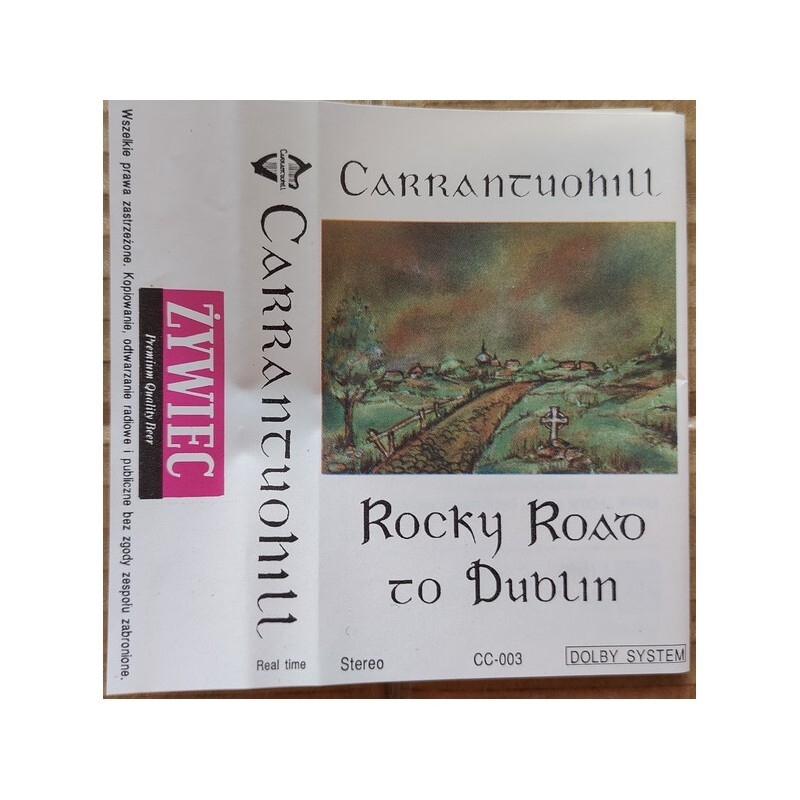 Wszelkie prawa zastrzeżone. Kopiowanie, odtwarzanie radiowe i publiczne bez zgody zespołu zabronione.
ŻYWIEC
Premium Quality Beer
CARRANTUOHILL
Carrantuohill
Real time
Carrantuohill
Rocky Road
to Dublin
Stereo
CC-003
DOLBY SYSTEM